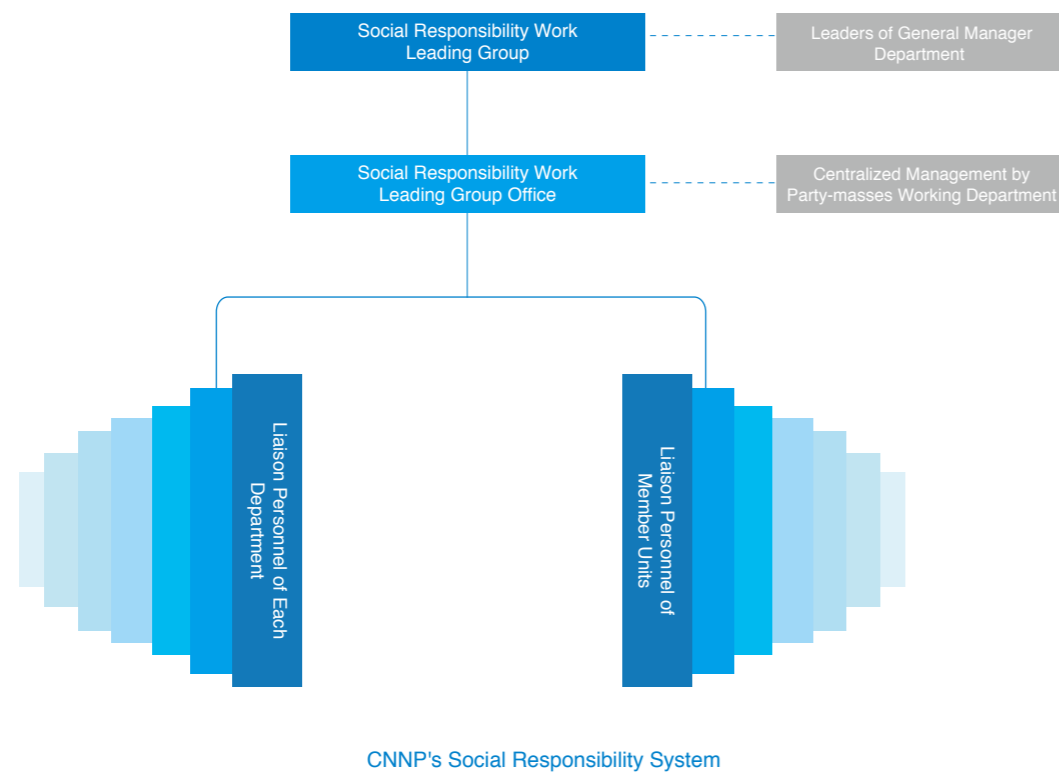 Social Responsibility Work
Leading Group
Leaders of General Manager
Department
Social Responsibility Work
Leading Group Office
Centralized Management by
Party-masses Working Department
Liaison Personnel of Each
Department
Liaison Personnel of
Member Units
CNNP's Social Responsibility System